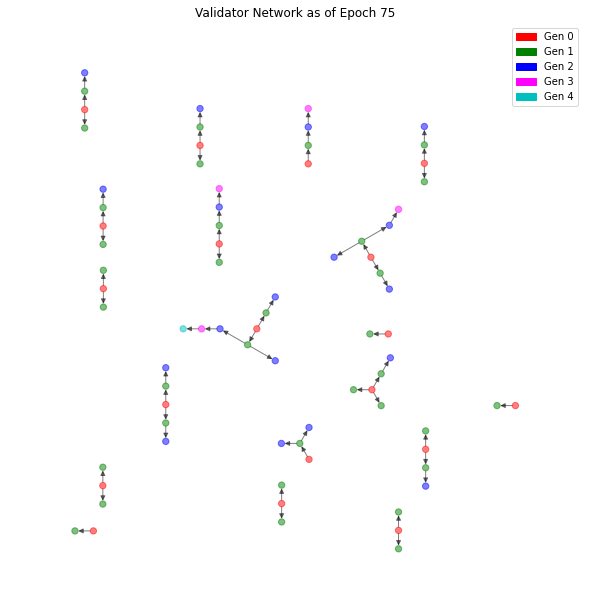 Validator Network as of Epoch 75
Gen 0
Gen 1
Gen 2
Gen 3
Gen 4